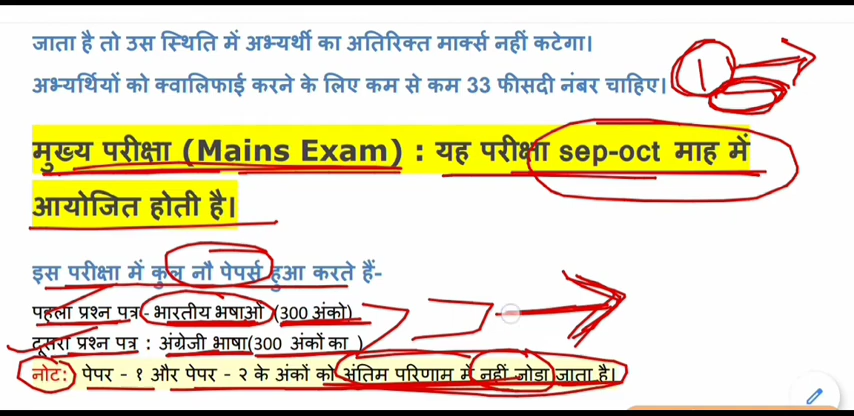 जाता है तो उस स्थिति में अभ्यर्थी का अतिरिक्त मार्क्स नहीं कटेगा।
अभ्यर्थियों को क्वालिफाई करने के लिए कम से कम 33 फीसदी नंबर चाहिए।
मुख्य परीक्षा (Mains Exam) : यह परीक्षा sep-oct माह में
आयोजित होती है।
इस परीक्षा में कुल नौ पेपर्स हुआ करते हैं-
पहला प्रश्न पत्र - भारतीय भषाओं (300 अंको)
दूसरा प्रश्न पत्र : अंग्रेजी भाषा(300 अंकों का )
नोट: पेपर - १ और पेपर - २ के अंकों को अंतिम परिणाम में नहीं जोडा जाता है।